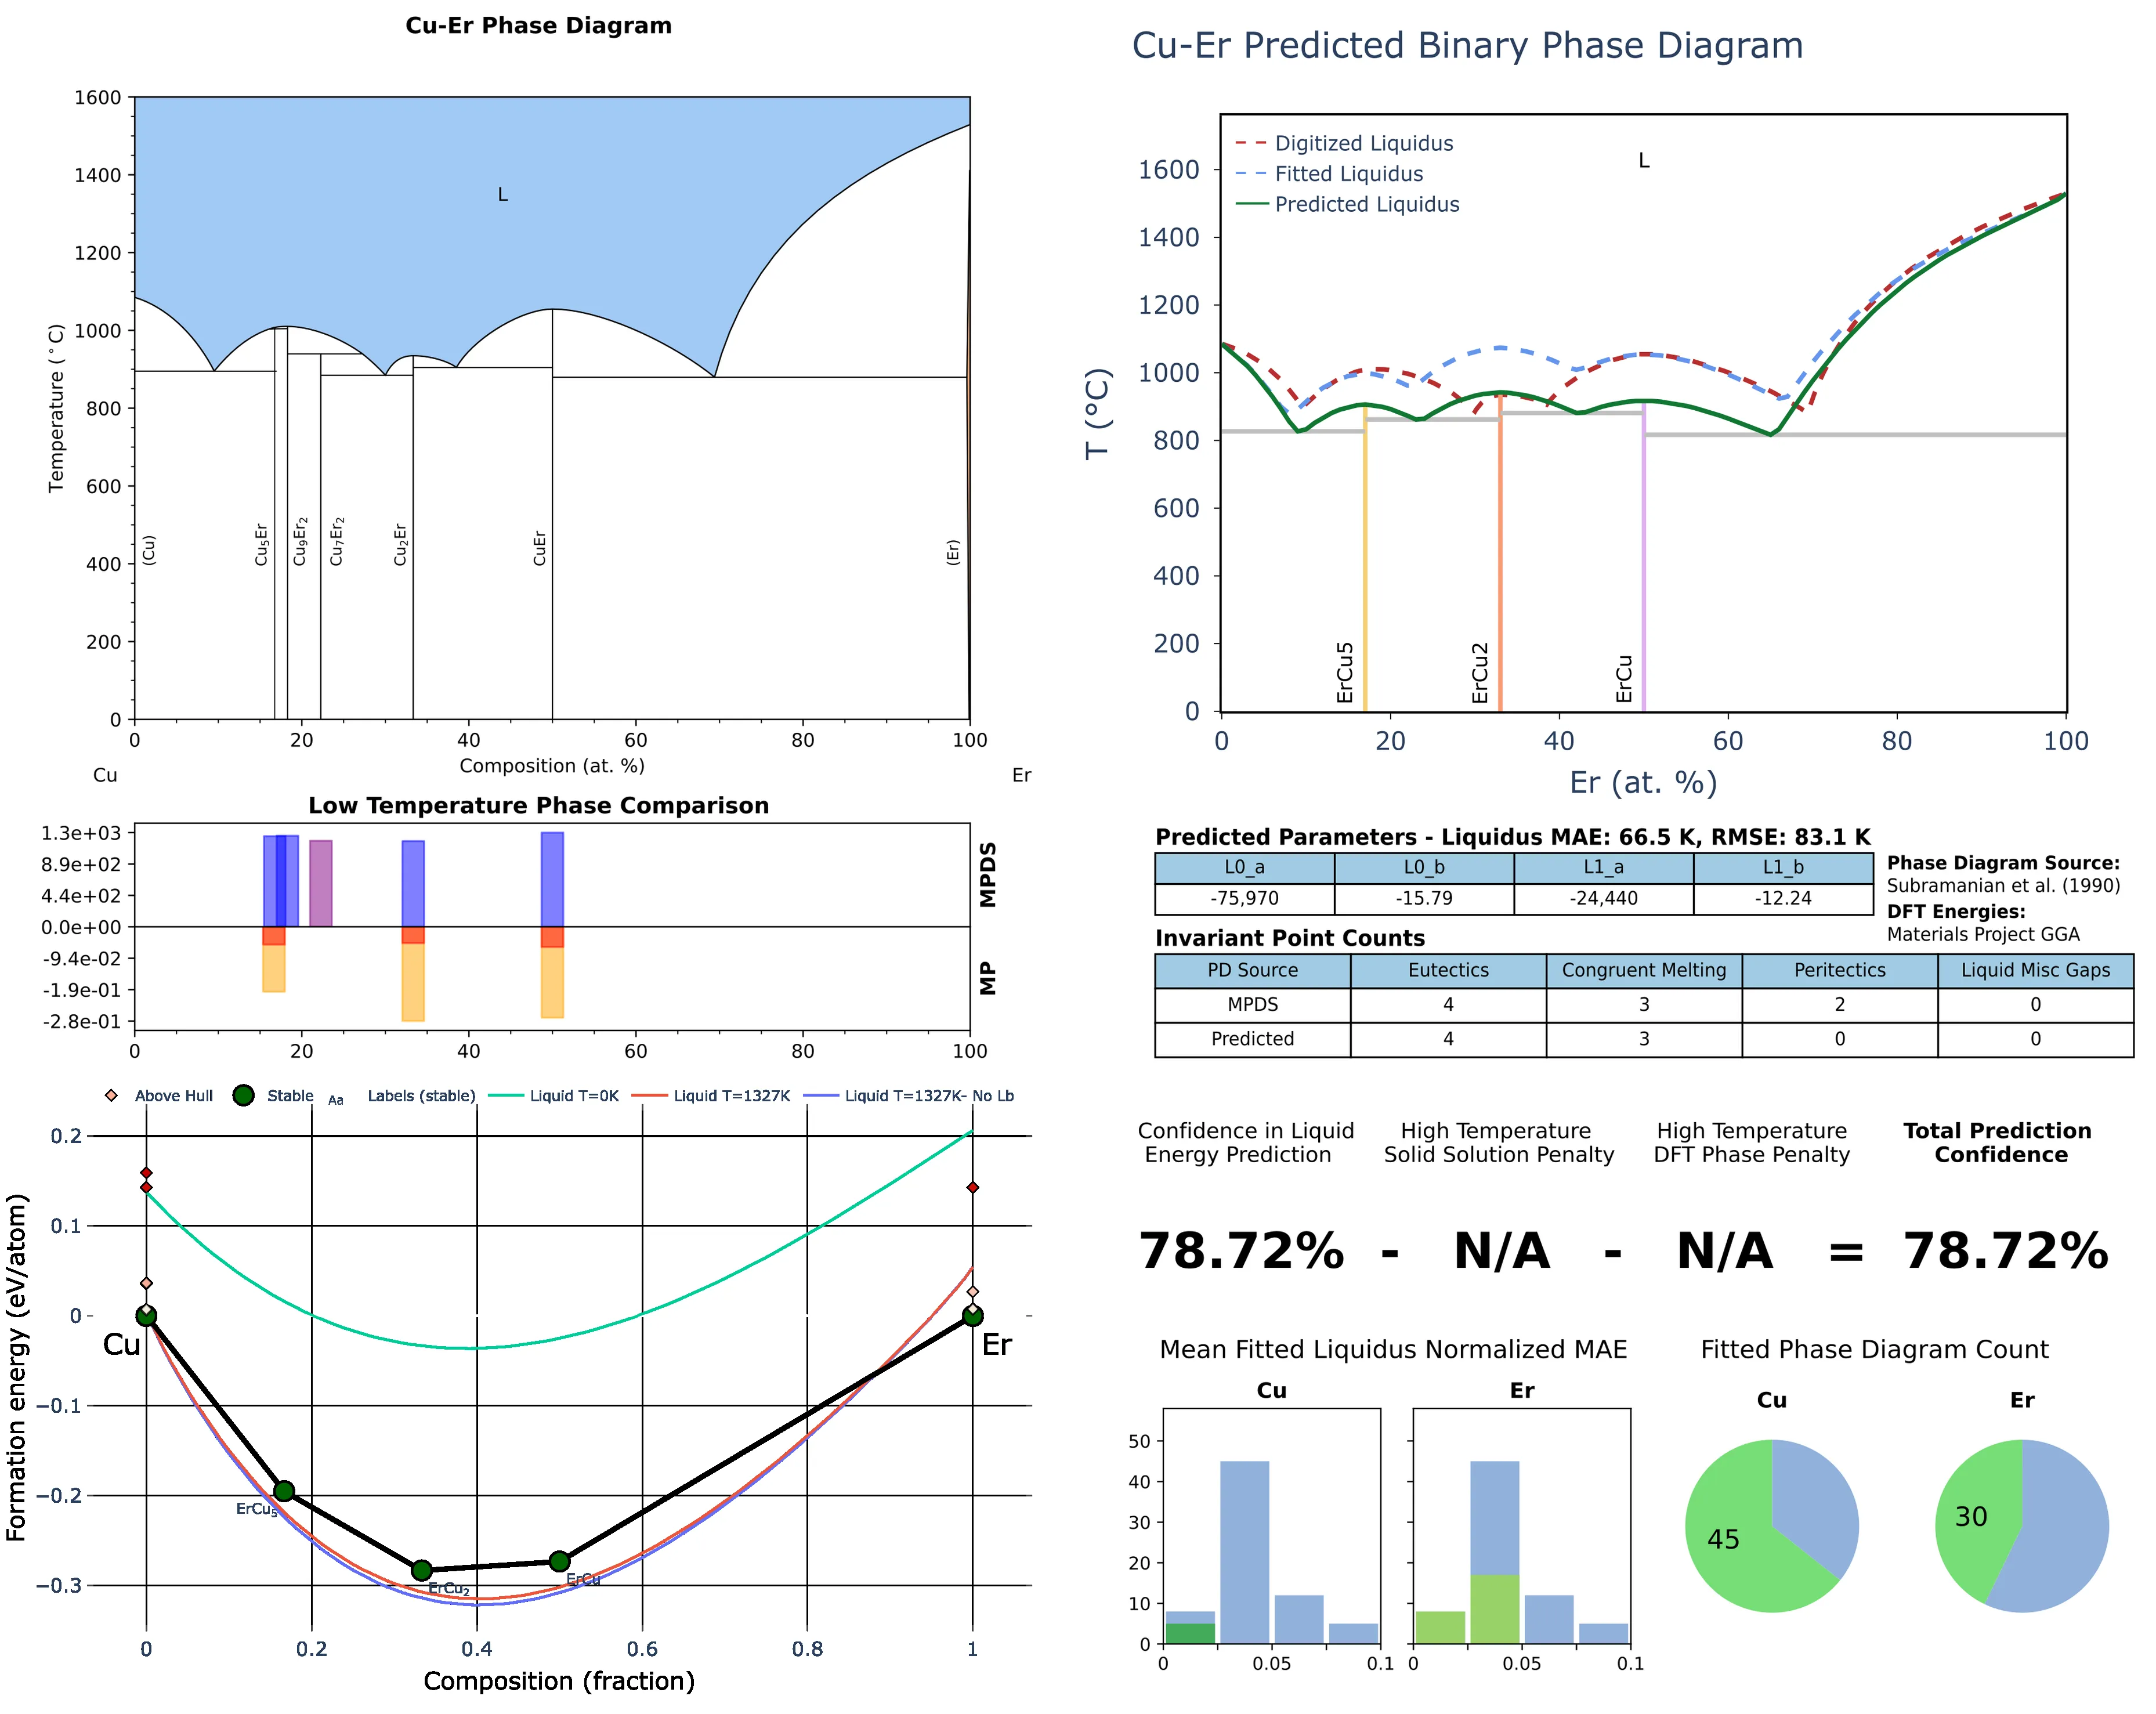 Cu-Er Phase Diagram
1600
1400
1200
1000
800
600
400
200
0
Temperature (°C)
L
(Cu)
Cu5Er
Cu9Er2
Cu7Er2
Cu2Er
CuEr
(Er)
0 20 40 60 80 100
Composition (at. %)
Cu Er
Low Temperature Phase Comparison
1.3e+03
8.9e+02
4.4e+02
0.0e+00
-9.4e-02
-1.9e-01
-2.8e-01
MPDS
MP
0 20 40 60 80 100
Above Hull Stable Aa Labels (stable) Liquid T=0K Liquid T=1327K Liquid T=1327K- No Lb
0.2
0.1
0
−0.1
−0.2
−0.3
Formation energy (eV/atom)
Cu
Er
ErCu5
ErCu2
ErCu
0 0.2 0.4 0.6 0.8 1
Composition (fraction)
Cu-Er Predicted Binary Phase Diagram
Digitized Liquidus
Fitted Liquidus
Predicted Liquidus
L
1600
1400
1200
1000
800
600
400
200
0
T (°C)
ErCu5
ErCu2
ErCu
0 20 40 60 80 100
Er (at. %)
Predicted Parameters - Liquidus MAE: 66.5 K, RMSE: 83.1 K
L0_a L0_b L1_a L1_b
-75,970 -15.79 -24,440 -12.24
Phase Diagram Source:
Subramanian et al. (1990)
DFT Energies:
Materials Project GGA
Invariant Point Counts
PD Source Eutectics Congruent Melting Peritectics Liquid Misc Gaps
MPDS 4 3 2 0
Predicted 4 3 0 0
Confidence in Liquid
Energy Prediction
High Temperature
Solid Solution Penalty
High Temperature
DFT Phase Penalty
Total Prediction
Confidence
78.72% - N/A - N/A = 78.72%
Mean Fitted Liquidus Normalized MAE
Cu Er
50
40
30
20
10
0
0 0.05 0.1
0 0.05 0.1
Fitted Phase Diagram Count
Cu Er
45
30